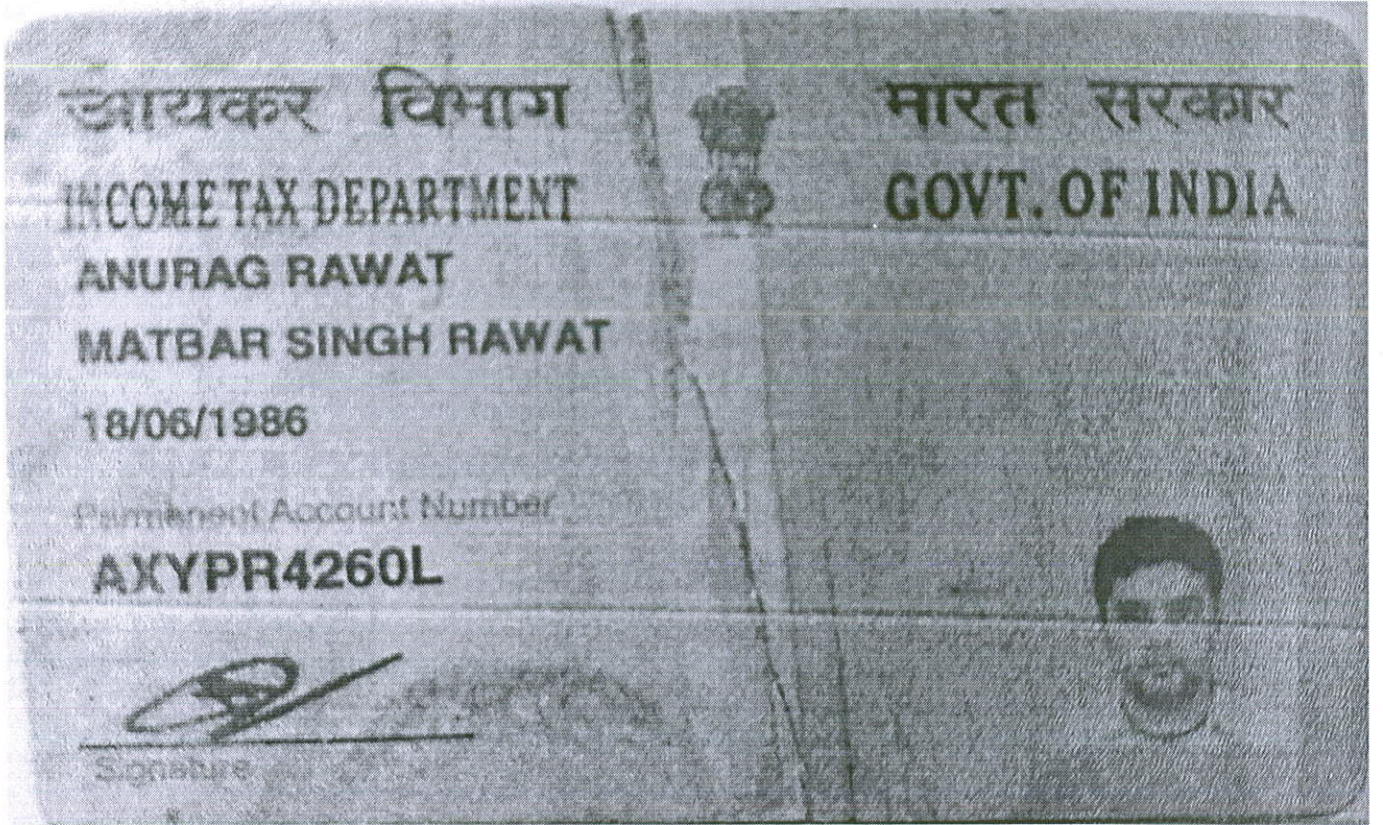 आयकर विभाग
भारत सरकार
INCOME TAX DEPARTMENT
GOVT. OF INDIA
ANURAG RAWAT
MATBAR SINGH RAWAT
18/06/1986
Permanent Account Number
AXYPR4260L
Signature